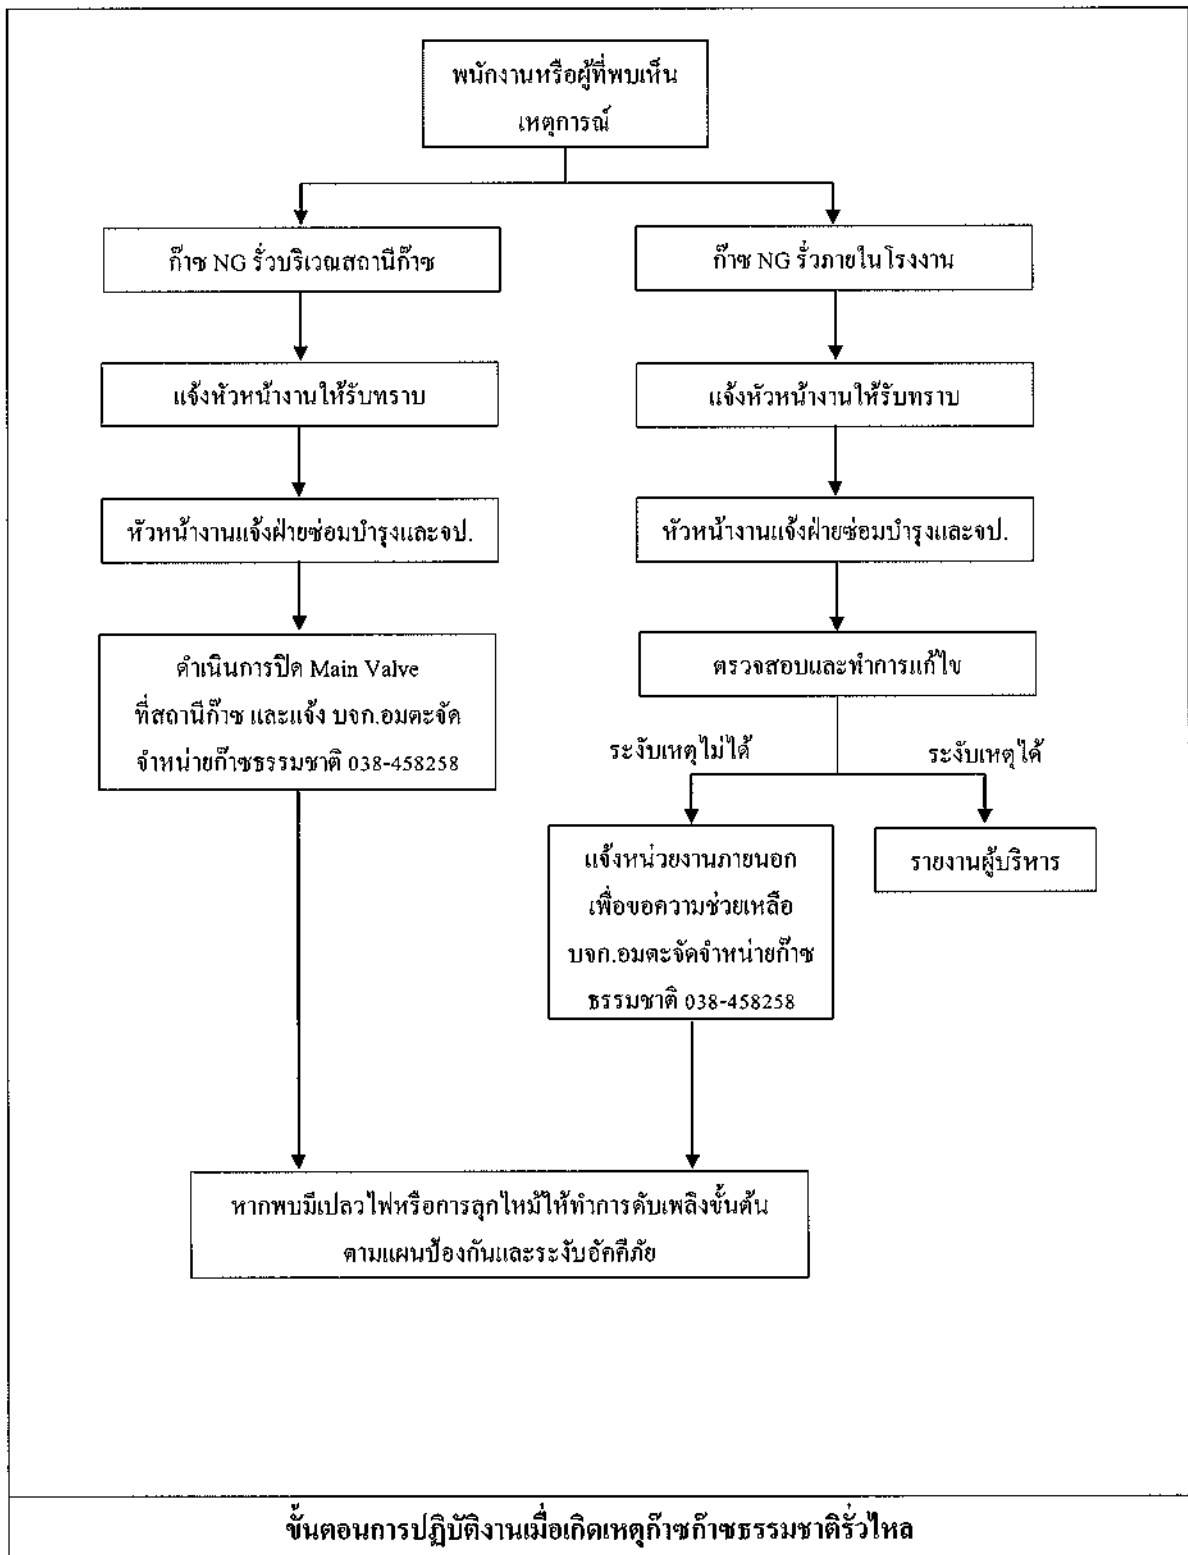 พนักงานหรือผู้ที่พบเห็น
เหตุการณ์
ก๊าซ NG รั่วบริเวณสถานีก๊าซ
ก๊าซ NG รั่วภายในโรงงาน
แจ้งหัวหน้างานให้รับทราบ
แจ้งหัวหน้างานให้รับทราบ
หัวหน้างานแจ้งฝ่ายซ่อมบำรุงและจป.
หัวหน้างานแจ้งฝ่ายซ่อมบำรุงและจป.
ดำเนินการปิด Main Valve
ที่สถานีก๊าซ และแจ้ง บจก.อมตะจัด
จำหน่ายก๊าซธรรมชาติ 038-458258
ตรวจสอบและทำการแก้ไข
ระงับเหตุไม่ได้
ระงับเหตุได้
แจ้งหน่วยงานภายนอก
เพื่อขอความช่วยเหลือ
บจก.อมตะจัดจำหน่ายก๊าซ
ธรรมชาติ 038-458258
รายงานผู้บริหาร
หากพบมีเปลวไฟหรือการลุกไหม้ให้ทำการดับเพลิงขั้นต้น
ตามแผนป้องกันและระงับอัคคีภัย
ขั้นตอนการปฏิบัติงานเมื่อเกิดเหตุก๊าซก๊าซธรรมชาติรั่วไหล